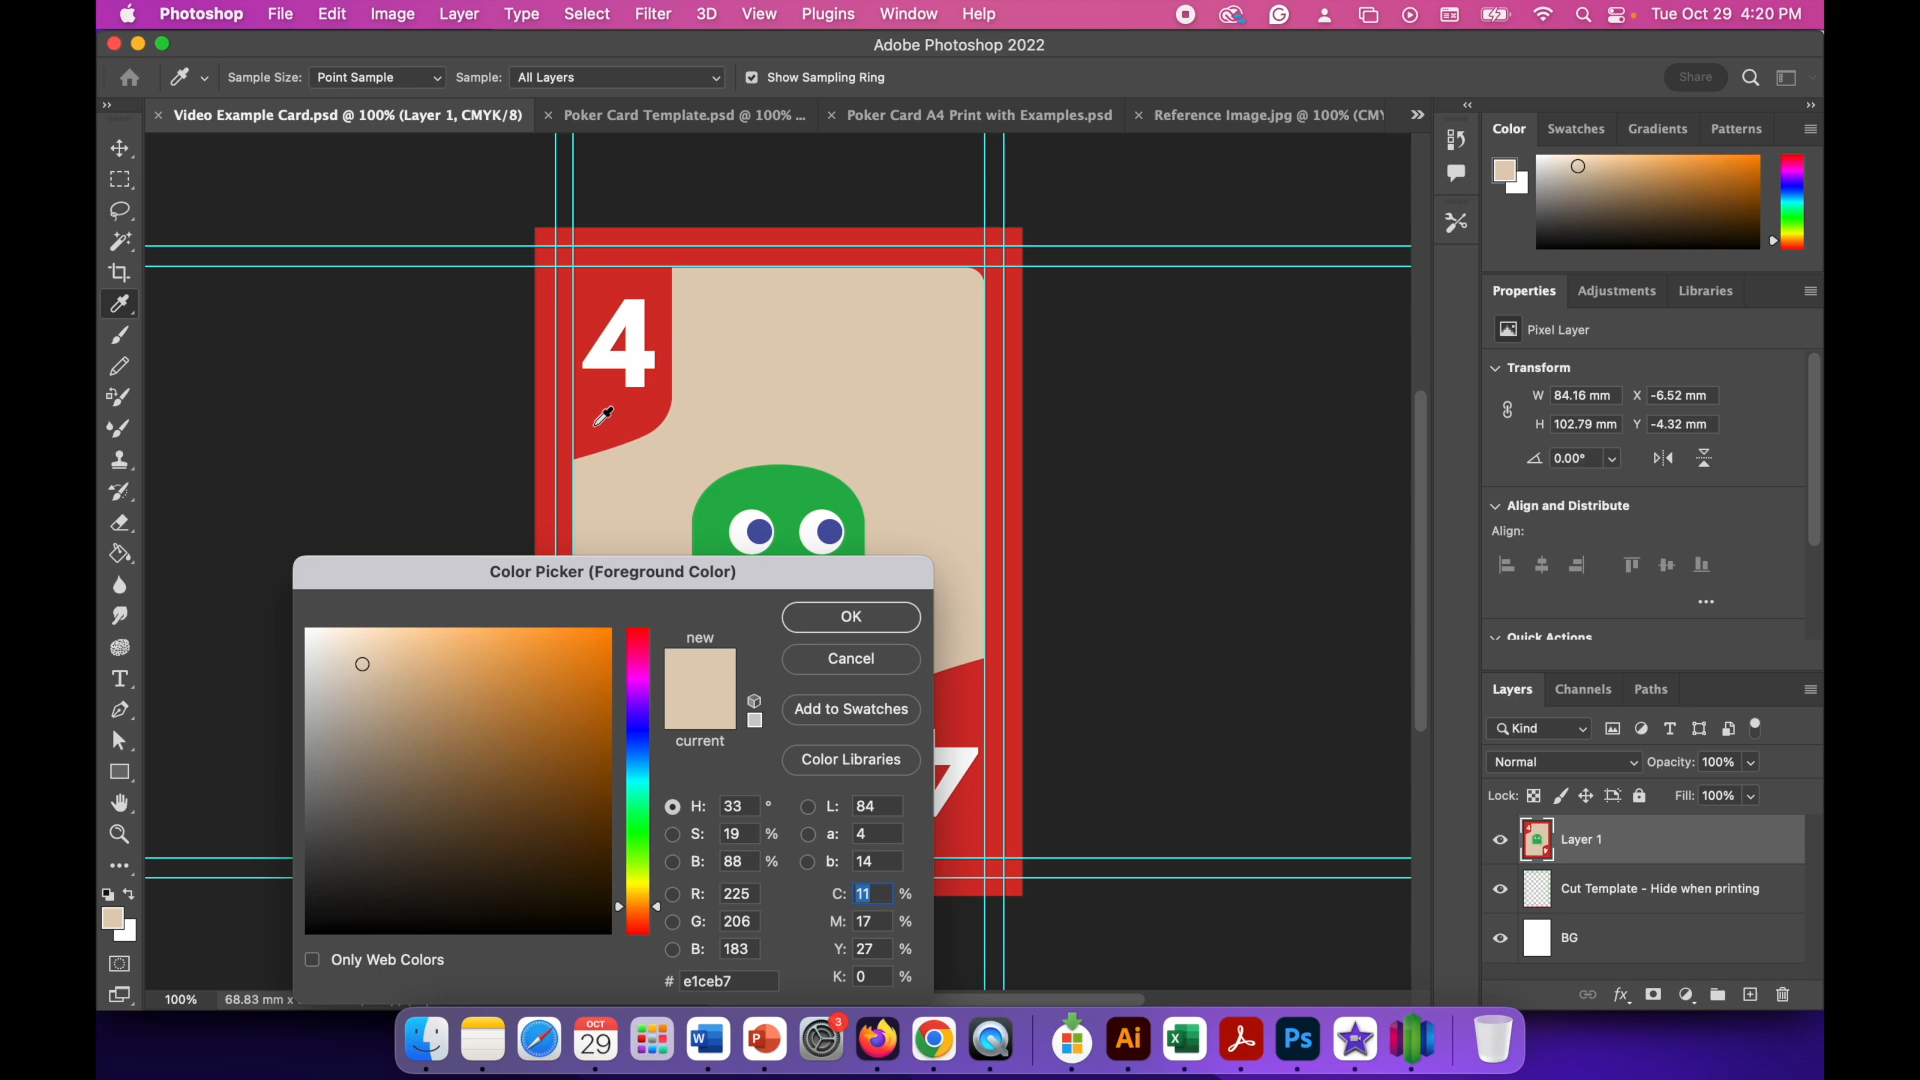 Photoshop File Edit Image Layer Type Select Filter 3D View Plugins Window Help Tue Oct 29 4:20 PM
Adobe Photoshop 2022
Sample Size: Point Sample Sample: All Layers Show Sampling Ring Share
Video Example Card.psd @ 100% (Layer 1, CMYK/8) Poker Card Template.psd @ 100% ... Poker Card A4 Print with Examples.psd Reference Image.jpg @ 100% (CMY
Color Swatches Gradients Patterns
4
Properties Adjustments Libraries
Pixel Layer
Transform
W 84.16 mm X -6.52 mm
H 102.79 mm Y -4.32 mm
0.00°
Align and Distribute
Align:
Quick Actions
Color Picker (Foreground Color)
new
OK
Cancel
Add to Swatches
current
Color Libraries
7
H: 33 ° L: 84
S: 19 % a: 4
B: 88 % b: 14
R: 225 C: 11 %
G: 206 M: 17 %
B: 183 Y: 27 %
# e1ceb7 K: 0 %
Only Web Colors
Layers Channels Paths
Kind
Normal Opacity: 100%
Lock: Fill: 100%
Layer 1
Cut Template - Hide when printing
BG
fx
100% 68.83 mm x
OCT
29
W
P
3
Ai
X
Ps